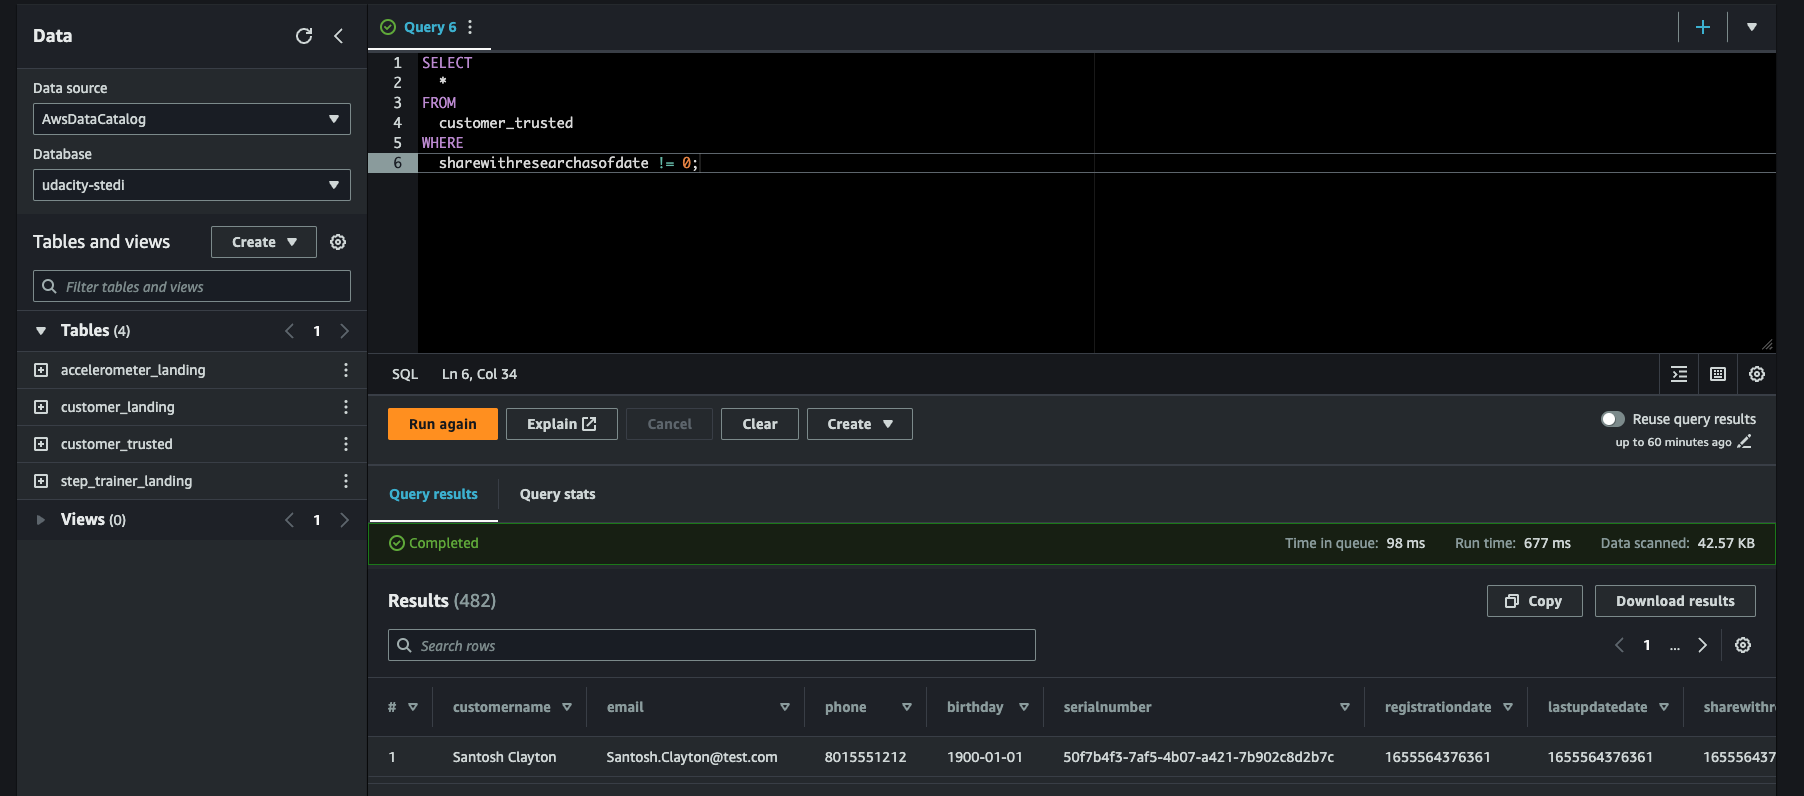 Data
Data source
AwsDataCatalog
Database
udacity-stedi
Tables and views
Create
Filter tables and views
Tables (4)
1
accelerometer_landing
customer_landing
customer_trusted
step_trainer_landing
Views (0)
1
Query 6
1 SELECT
2 *
3 FROM
4 customer_trusted
5 WHERE
6 sharewithresearchasofdate != 0;
SQL Ln 6, Col 34
Run again Explain Cancel Clear Create
Reuse query results
up to 60 minutes ago
Query results Query stats
Completed Time in queue: 98 ms Run time: 677 ms Data scanned: 42.57 KB
Results (482) Copy Download results
Search rows 1 ...
# customername email phone birthday serialnumber registrationdate lastupdatedate sharewithr
1 Santosh Clayton Santosh.Clayton@test.com 8015551212 1900-01-01 50f7b4f3-7af5-4b07-a421-7b902c8d2b7c 1655564376361 1655564376361 16555643​7